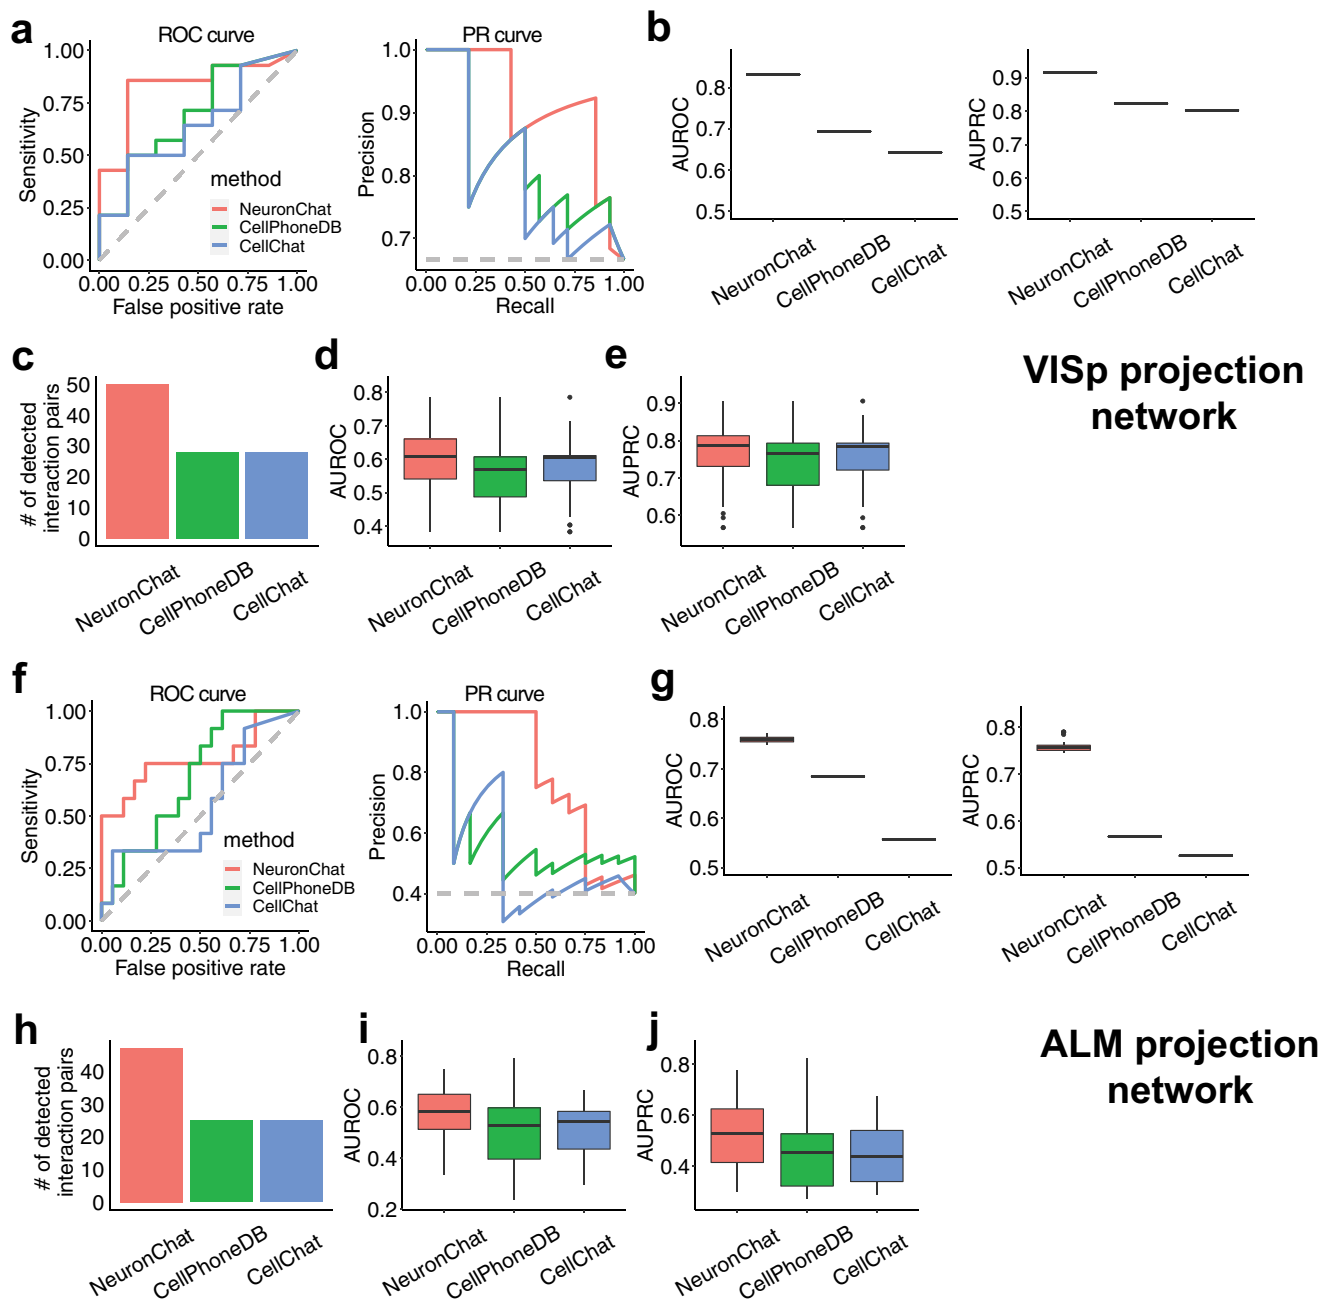 a
ROC curve
Sensitivity
1.00
0.75
0.50
0.25
0.00
0.00 0.25 0.50 0.75 1.00
False positive rate
method
NeuronChat
CellPhoneDB
CellChat
PR curve
Precision
1.0
0.9
0.8
0.7
0.00 0.25 0.50 0.75 1.00
Recall
b
AUROC
0.8
0.7
0.6
0.5
NeuronChat
CellPhoneDB
CellChat
AUPRC
0.9
0.8
0.7
0.6
0.5
NeuronChat
CellPhoneDB
CellChat
c
# of detected
interaction pairs
50
40
30
20
10
0
NeuronChat
CellPhoneDB
CellChat
d
AUROC
0.8
0.7
0.6
0.5
0.4
NeuronChat
CellPhoneDB
CellChat
e
AUPRC
0.9
0.8
0.7
0.6
NeuronChat
CellPhoneDB
CellChat
VISp projection
network
f
ROC curve
Sensitivity
1.00
0.75
0.50
0.25
0.00
0.00 0.25 0.50 0.75 1.00
False positive rate
method
NeuronChat
CellPhoneDB
CellChat
PR curve
Precision
1.0
0.8
0.6
0.4
0.00 0.25 0.50 0.75 1.00
Recall
g
AUROC
0.8
0.7
0.6
0.5
NeuronChat
CellPhoneDB
CellChat
AUPRC
0.8
0.7
0.6
0.5
NeuronChat
CellPhoneDB
CellChat
h
# of detected
interaction pairs
40
30
20
10
0
NeuronChat
CellPhoneDB
CellChat
i
AUROC
0.8
0.6
0.4
0.2
NeuronChat
CellPhoneDB
CellChat
j
AUPRC
0.8
0.6
0.4
NeuronChat
CellPhoneDB
CellChat
ALM projection
network